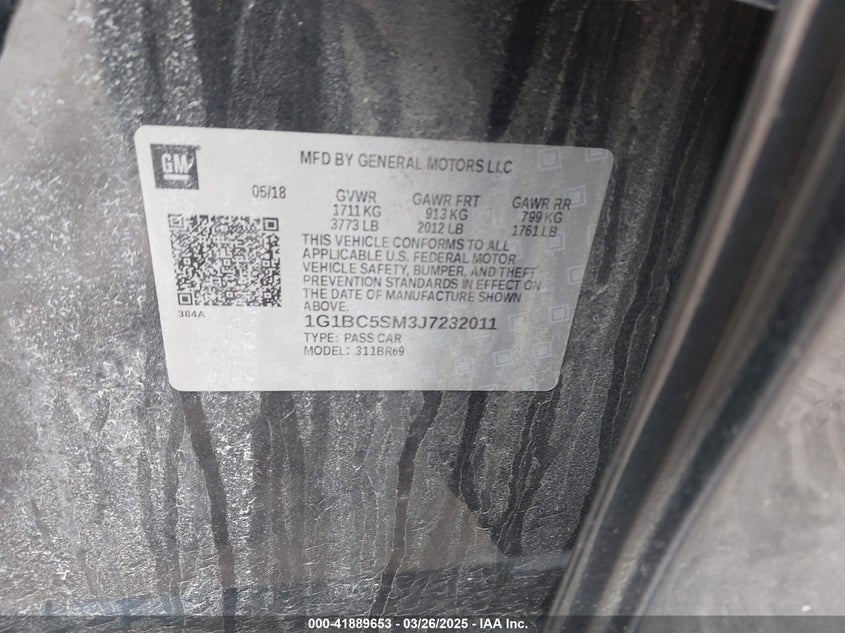 GM
MFD BY GENERAL MOTORS LLC
05/18
GVWR
1711 KG
3773 LB
GAWR FRT
913 KG
2012 LB
GAWR RR
799 KG
1761 LB
THIS VEHICLE CONFORMS TO ALL
APPLICABLE U.S. FEDERAL MOTOR
VEHICLE SAFETY, BUMPER, AND THEFT
PREVENTION STANDARDS IN EFFECT ON
THE DATE OF MANUFACTURE SHOWN
ABOVE.
384A
1G1BC5SM3J7232011
TYPE: PASS CAR
MODEL: 311BR69
000-41889653 - 03/26/2025 - IAA Inc.